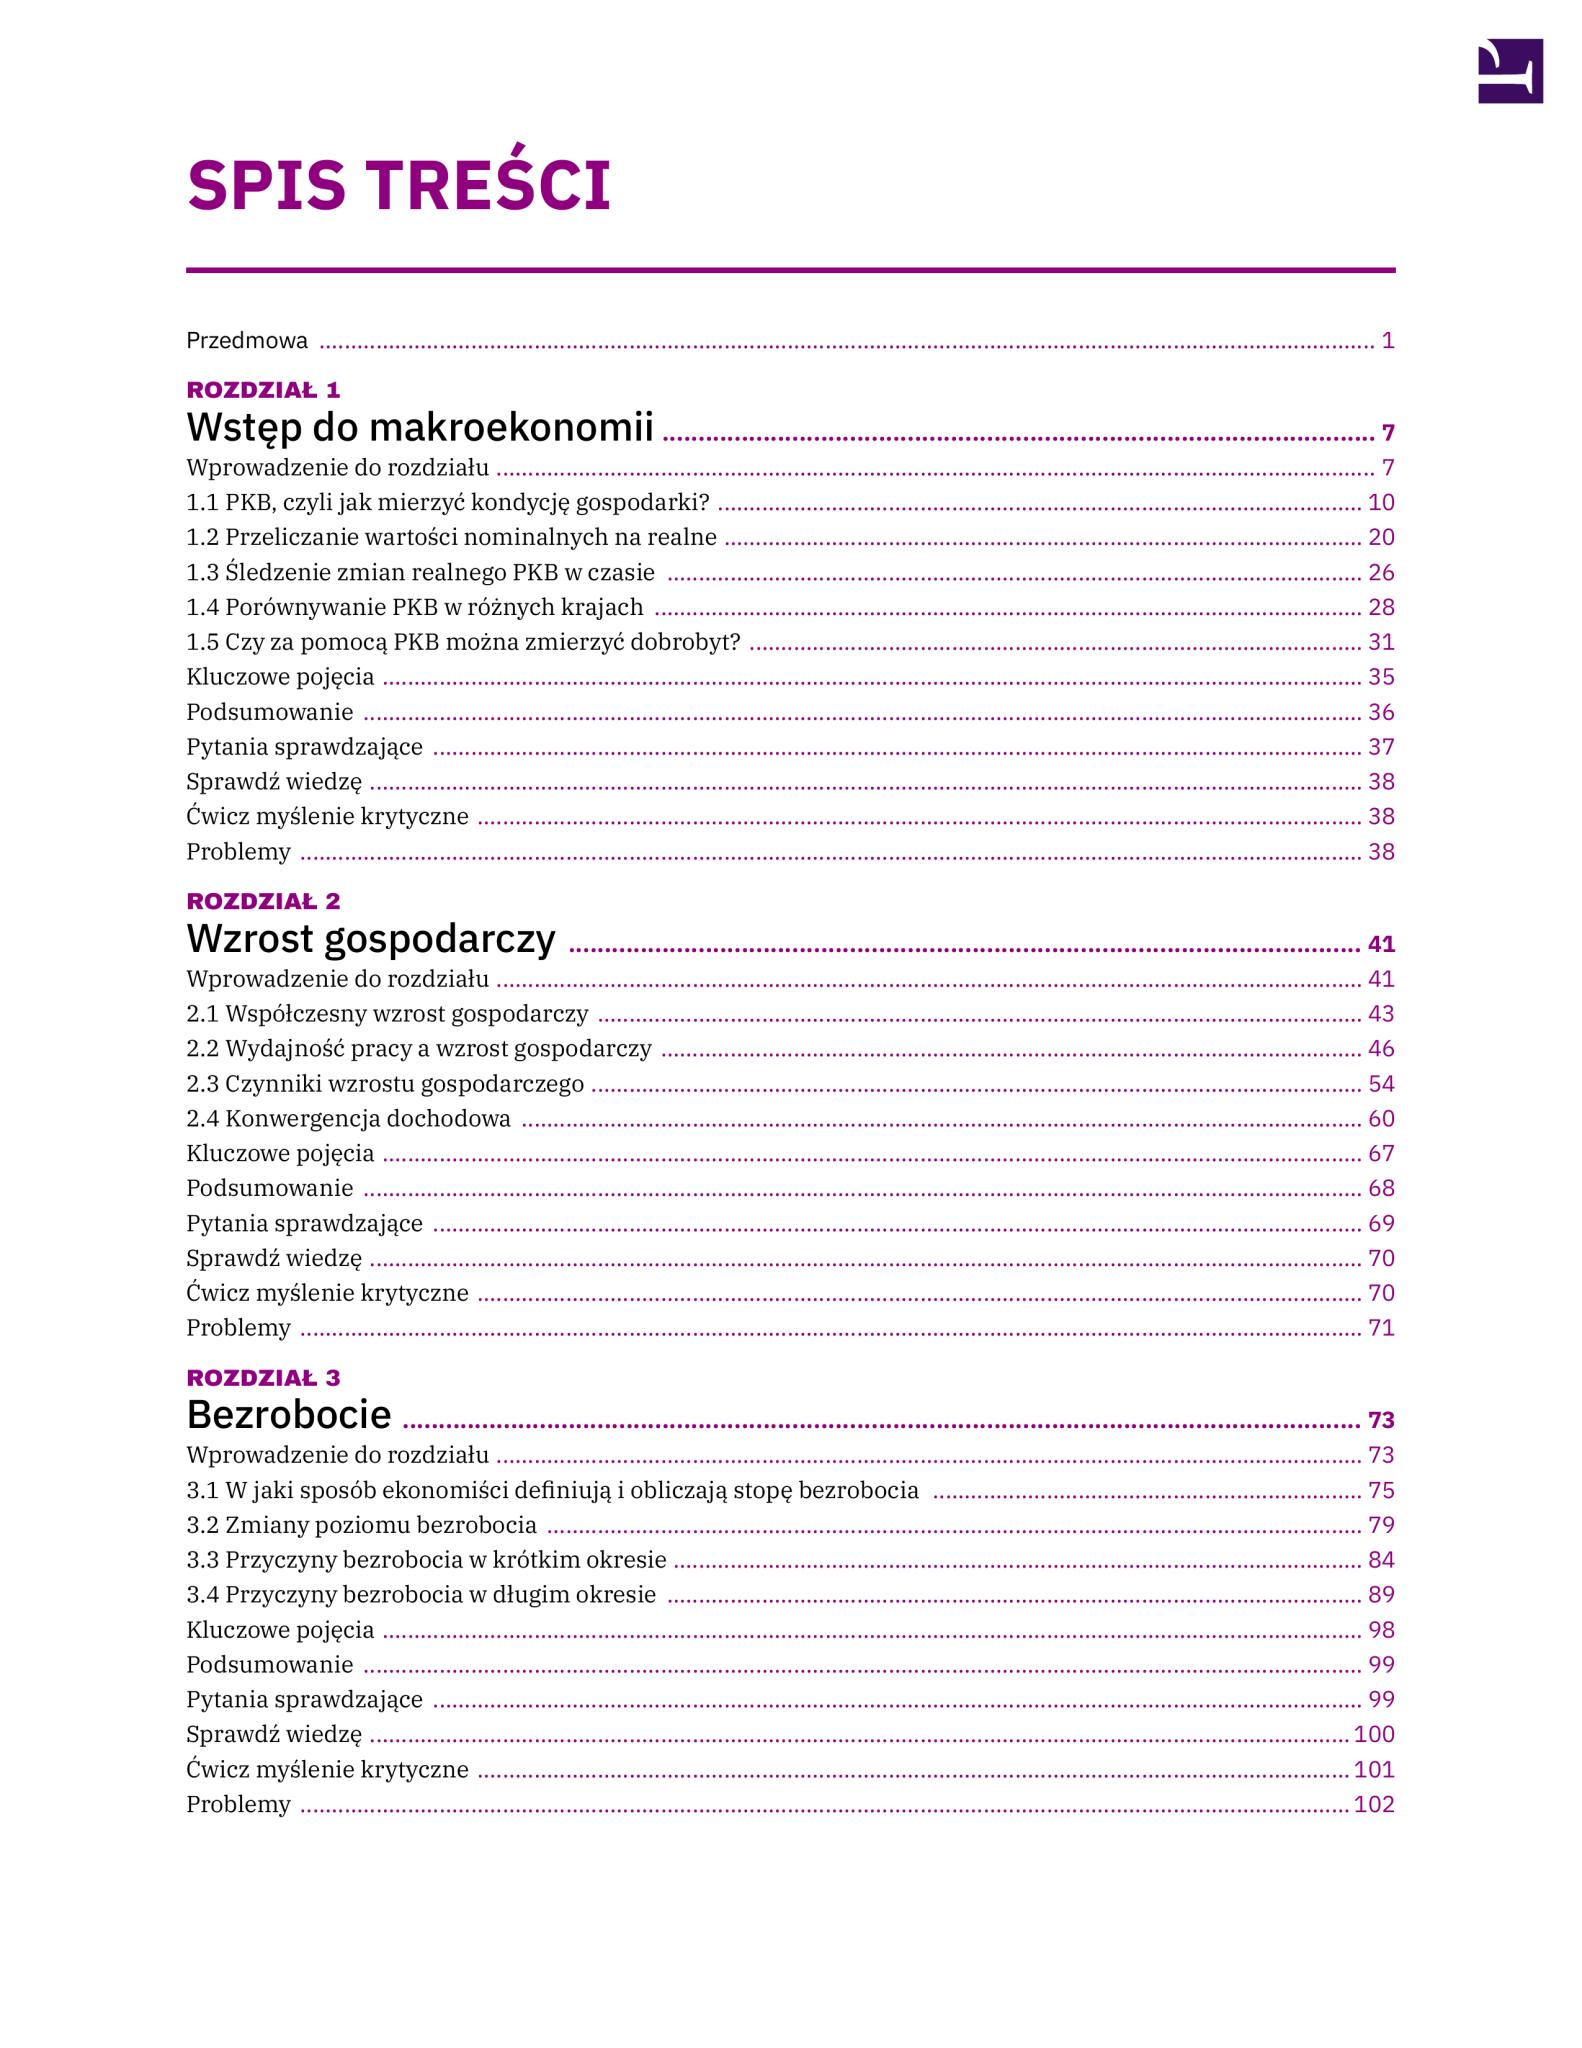 SPIS TREŚCI
Przedmowa ........ 1
ROZDZIAŁ 1
Wstęp do makroekonomii ........ 7
Wprowadzenie do rozdziału ........ 7
1.1 PKB, czyli jak mierzyć kondycję gospodarki? ........ 10
1.2 Przeliczanie wartości nominalnych na realne ........ 20
1.3 Śledzenie zmian realnego PKB w czasie ........ 26
1.4 Porównywanie PKB w różnych krajach ........ 28
1.5 Czy za pomocą PKB można zmierzyć dobrobyt? ........ 31
Kluczowe pojęcia ........ 35
Podsumowanie ........ 36
Pytania sprawdzające ........ 37
Sprawdź wiedzę ........ 38
Ćwicz myślenie krytyczne ........ 38
Problemy ........ 38
ROZDZIAŁ 2
Wzrost gospodarczy ........ 41
Wprowadzenie do rozdziału ........ 41
2.1 Współczesny wzrost gospodarczy ........ 43
2.2 Wydajność pracy a wzrost gospodarczy ........ 46
2.3 Czynniki wzrostu gospodarczego ........ 54
2.4 Konwergencja dochodowa ........ 60
Kluczowe pojęcia ........ 67
Podsumowanie ........ 68
Pytania sprawdzające ........ 69
Sprawdź wiedzę ........ 70
Ćwicz myślenie krytyczne ........ 70
Problemy ........ 71
ROZDZIAŁ 3
Bezrobocie ........ 73
Wprowadzenie do rozdziału ........ 73
3.1 W jaki sposób ekonomiści definiują i obliczają stopę bezrobocia ........ 75
3.2 Zmiany poziomu bezrobocia ........ 79
3.3 Przyczyny bezrobocia w krótkim okresie ........ 84
3.4 Przyczyny bezrobocia w długim okresie ........ 89
Kluczowe pojęcia ........ 98
Podsumowanie ........ 99
Pytania sprawdzające ........ 99
Sprawdź wiedzę ........ 100
Ćwicz myślenie krytyczne ........ 101
Problemy ........ 102